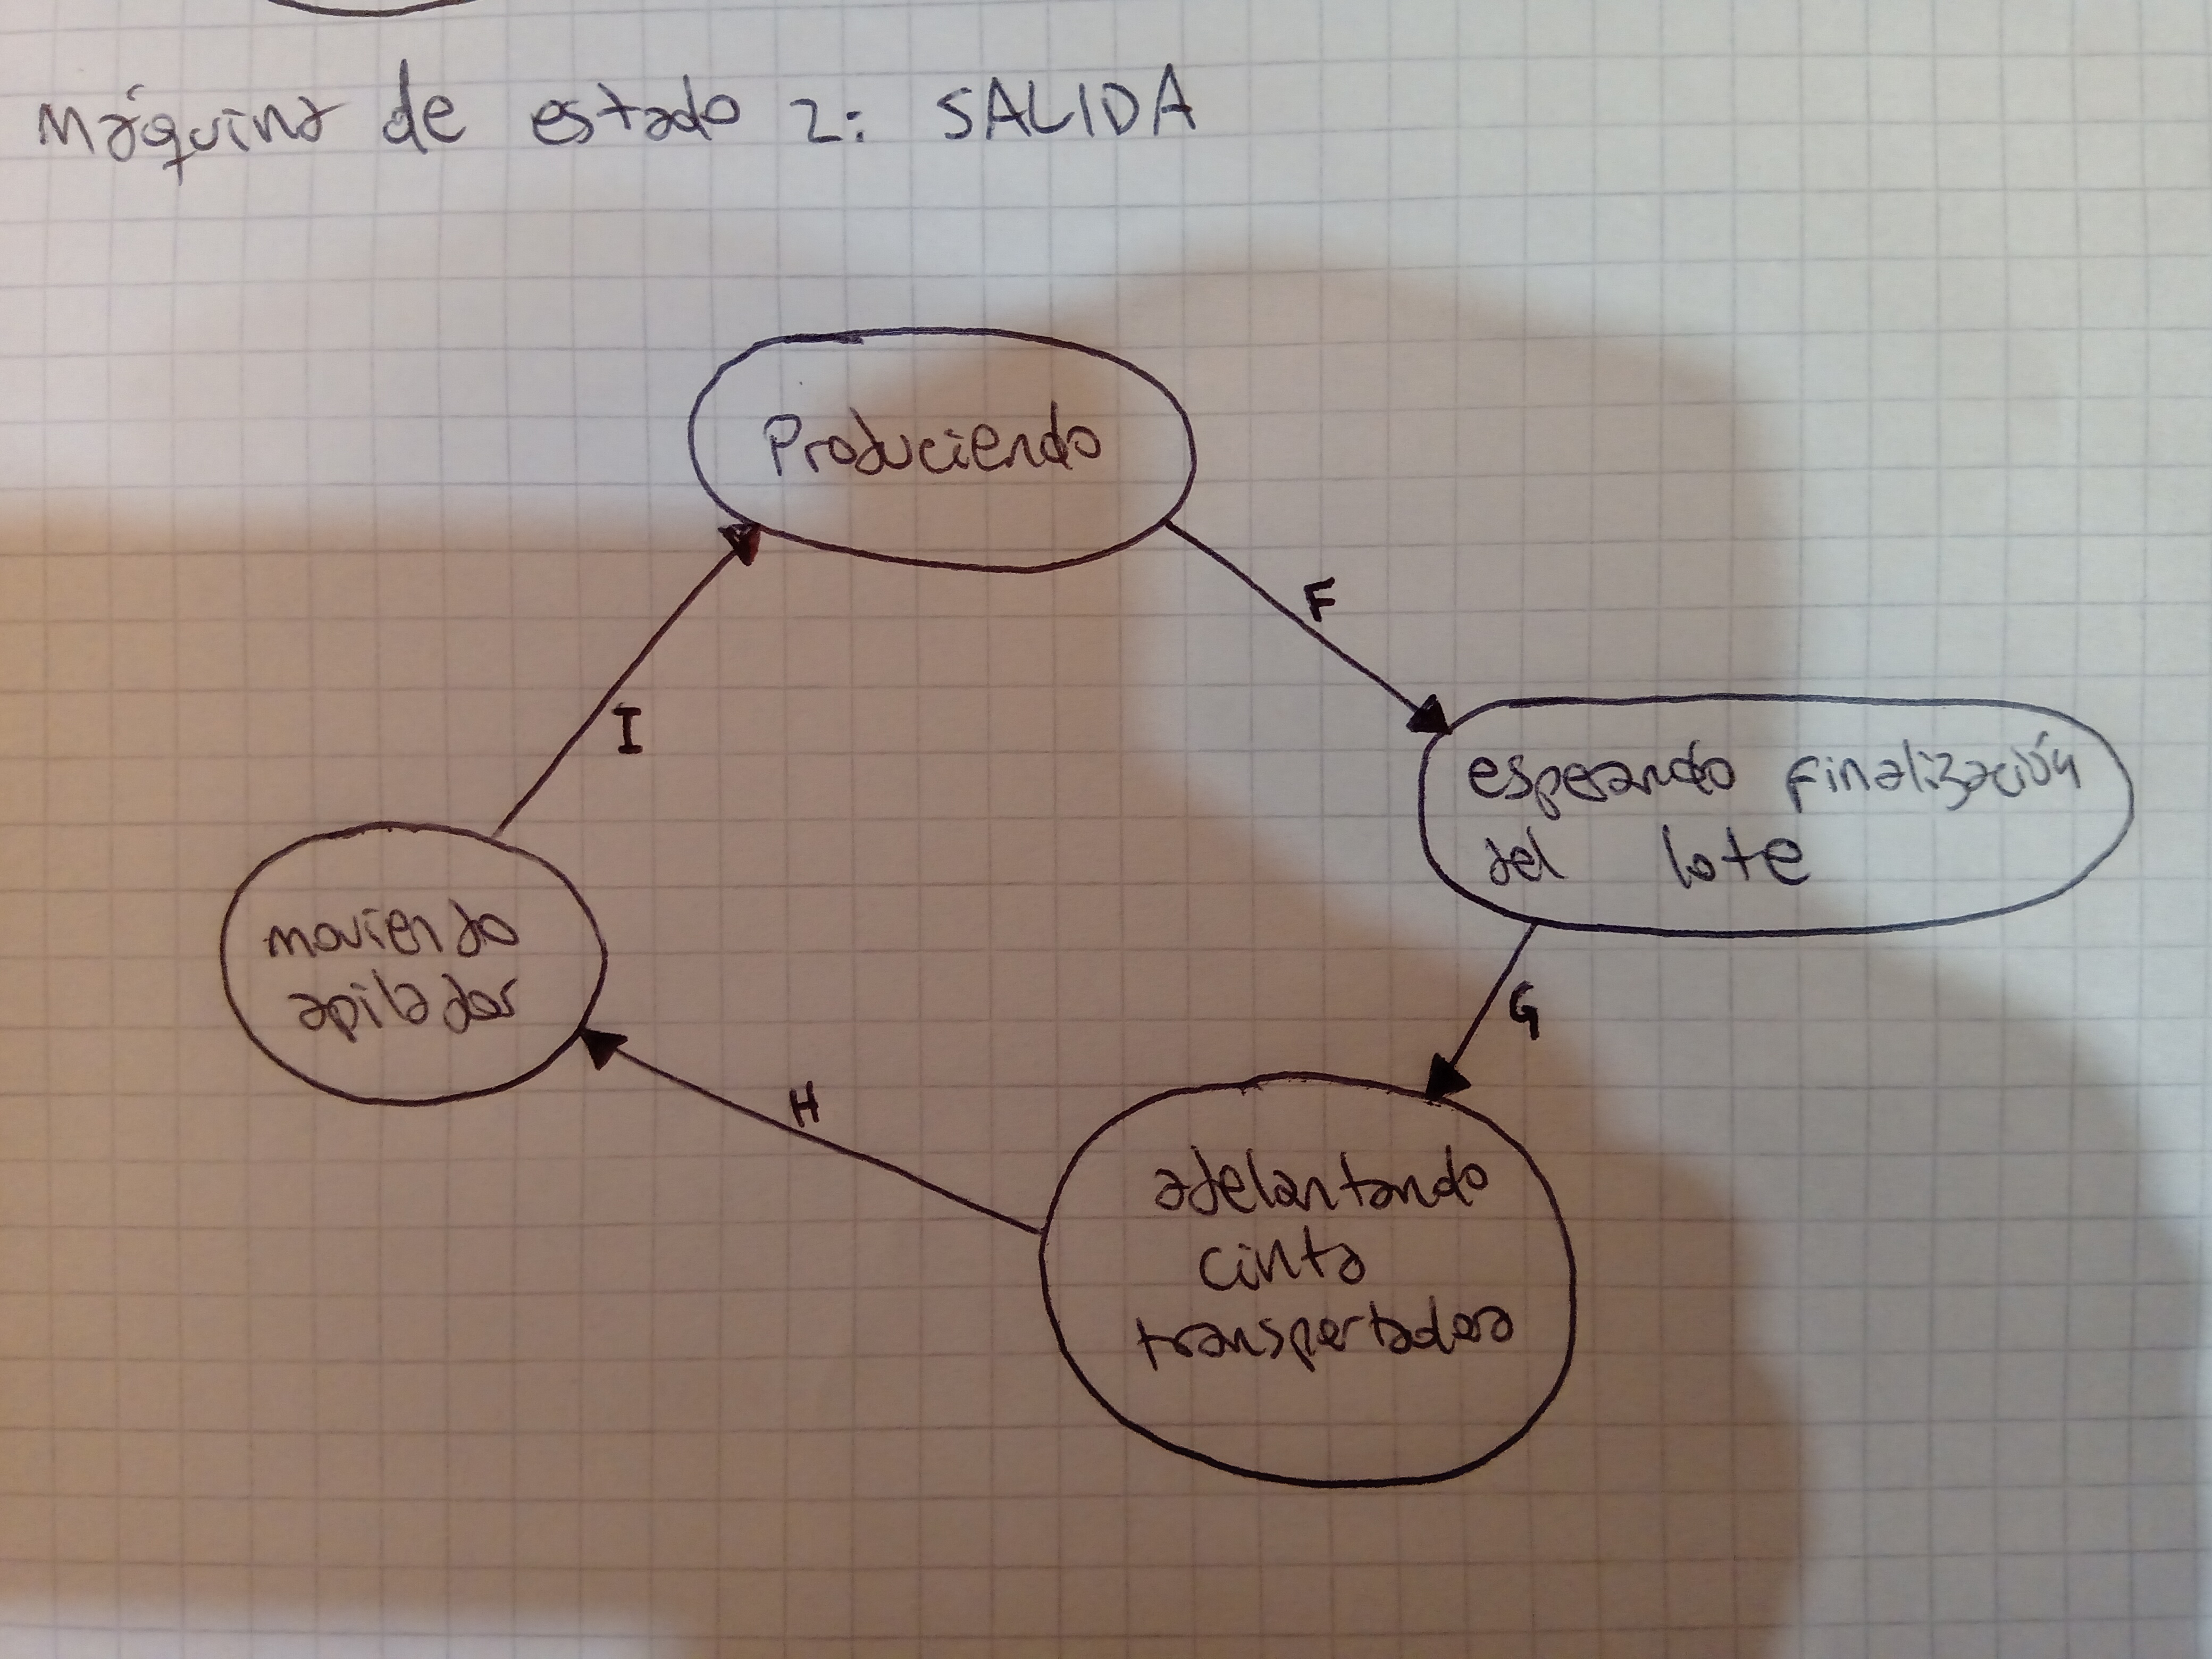 Máquina de estado 2: SALIDA
Produciendo
F
I
esperando finalización
del lote
moviendo
apilador
G
H
adelantando
cinta
transportadora